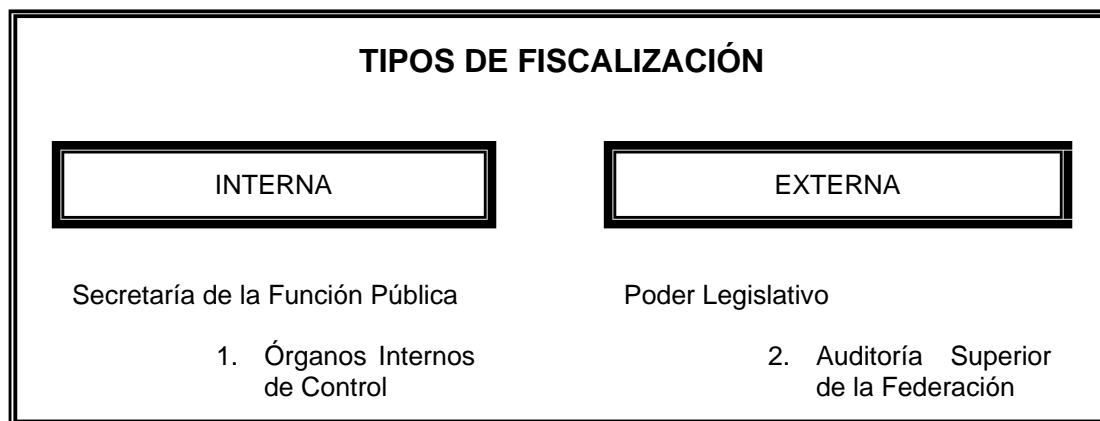 TIPOS DE FISCALIZACIÓN
INTERNA
EXTERNA
Secretaría de la Función Pública
1. Órganos Internos
de Control
Poder Legislativo
2. Auditoría Superior
de la Federación